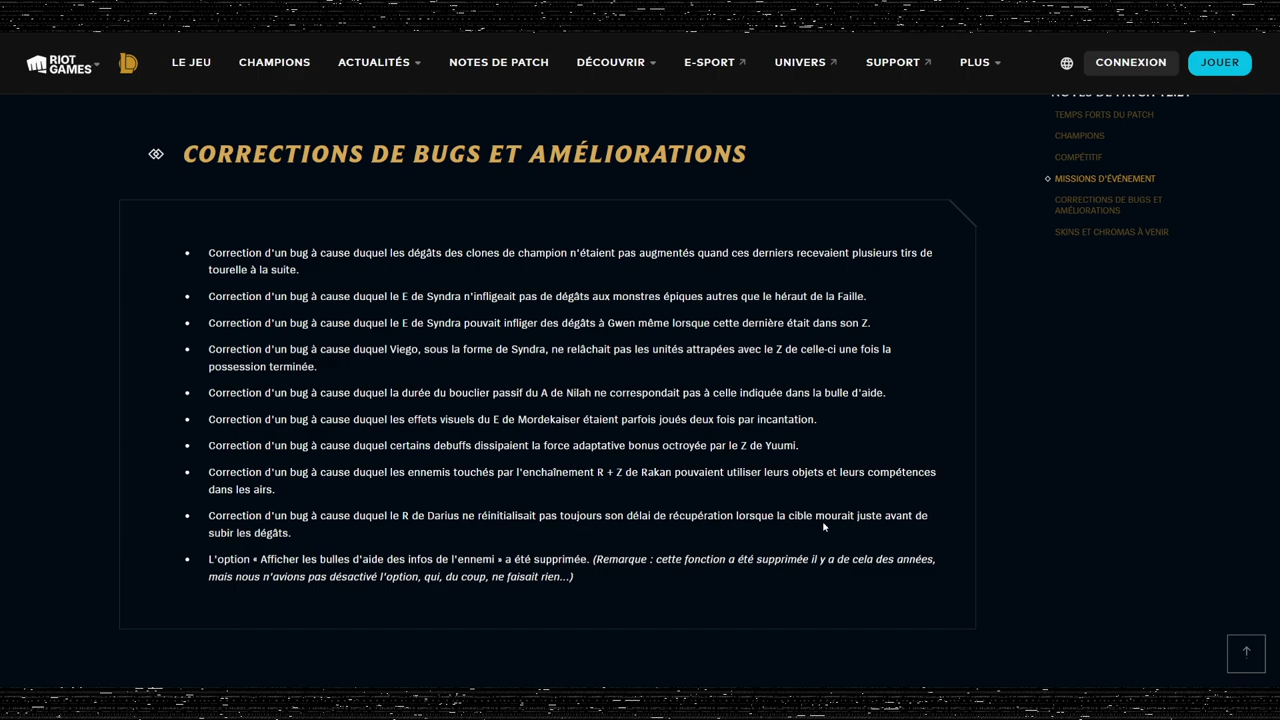 RIOT GAMES
LE JEU
CHAMPIONS
ACTUALITÉS
NOTES DE PATCH
DÉCOUVRIR
E-SPORT
UNIVERS
SUPPORT
PLUS
CONNEXION
JOUER
CORRECTIONS DE BUGS ET AMÉLIORATIONS
Correction d'un bug à cause duquel les dégâts des clones de champion n'étaient pas augmentés quand ces derniers recevaient plusieurs tirs de
tourelle à la suite.
Correction d'un bug à cause duquel le E de Syndra n'infligeait pas de dégâts aux monstres épiques autres que le héraut de la Faille.
Correction d'un bug à cause duquel le E de Syndra pouvait infliger des dégâts à Gwen même lorsque cette dernière était dans son Z.
Correction d'un bug à cause duquel Viego, sous la forme de Syndra, ne relâchait pas les unités attrapées avec le Z de celle-ci une fois la
possession terminée.
Correction d'un bug à cause duquel la durée du bouclier passif du A de Nilah ne correspondait pas à celle indiquée dans la bulle d'aide.
Correction d'un bug à cause duquel les effets visuels du E de Mordekaiser étaient parfois joués deux fois par incantation.
Correction d'un bug à cause duquel certains debuffs dissipaient la force adaptative bonus octroyée par le Z de Yuumi.
Correction d'un bug à cause duquel les ennemis touchés par l'enchaînement R + Z de Rakan pouvaient utiliser leurs objets et leurs compétences
dans les airs.
Correction d'un bug à cause duquel le R de Darius ne réinitialisait pas toujours son délai de récupération lorsque la cible mourait juste avant de
subir les dégâts.
L'option « Afficher les bulles d'aide des infos de l'ennemi » a été supprimée. (Remarque : cette fonction a été supprimée il y a de cela des années,
mais nous n'avions pas désactivé l'option, qui, du coup, ne faisait rien...)
NOTES DE PATCH
TEMPS FORTS DU PATCH
CHAMPIONS
COMPÉTITIF
MISSIONS D'ÉVÉNEMENT
CORRECTIONS DE BUGS ET
AMÉLIORATIONS
SKINS ET CHROMAS À VENIR